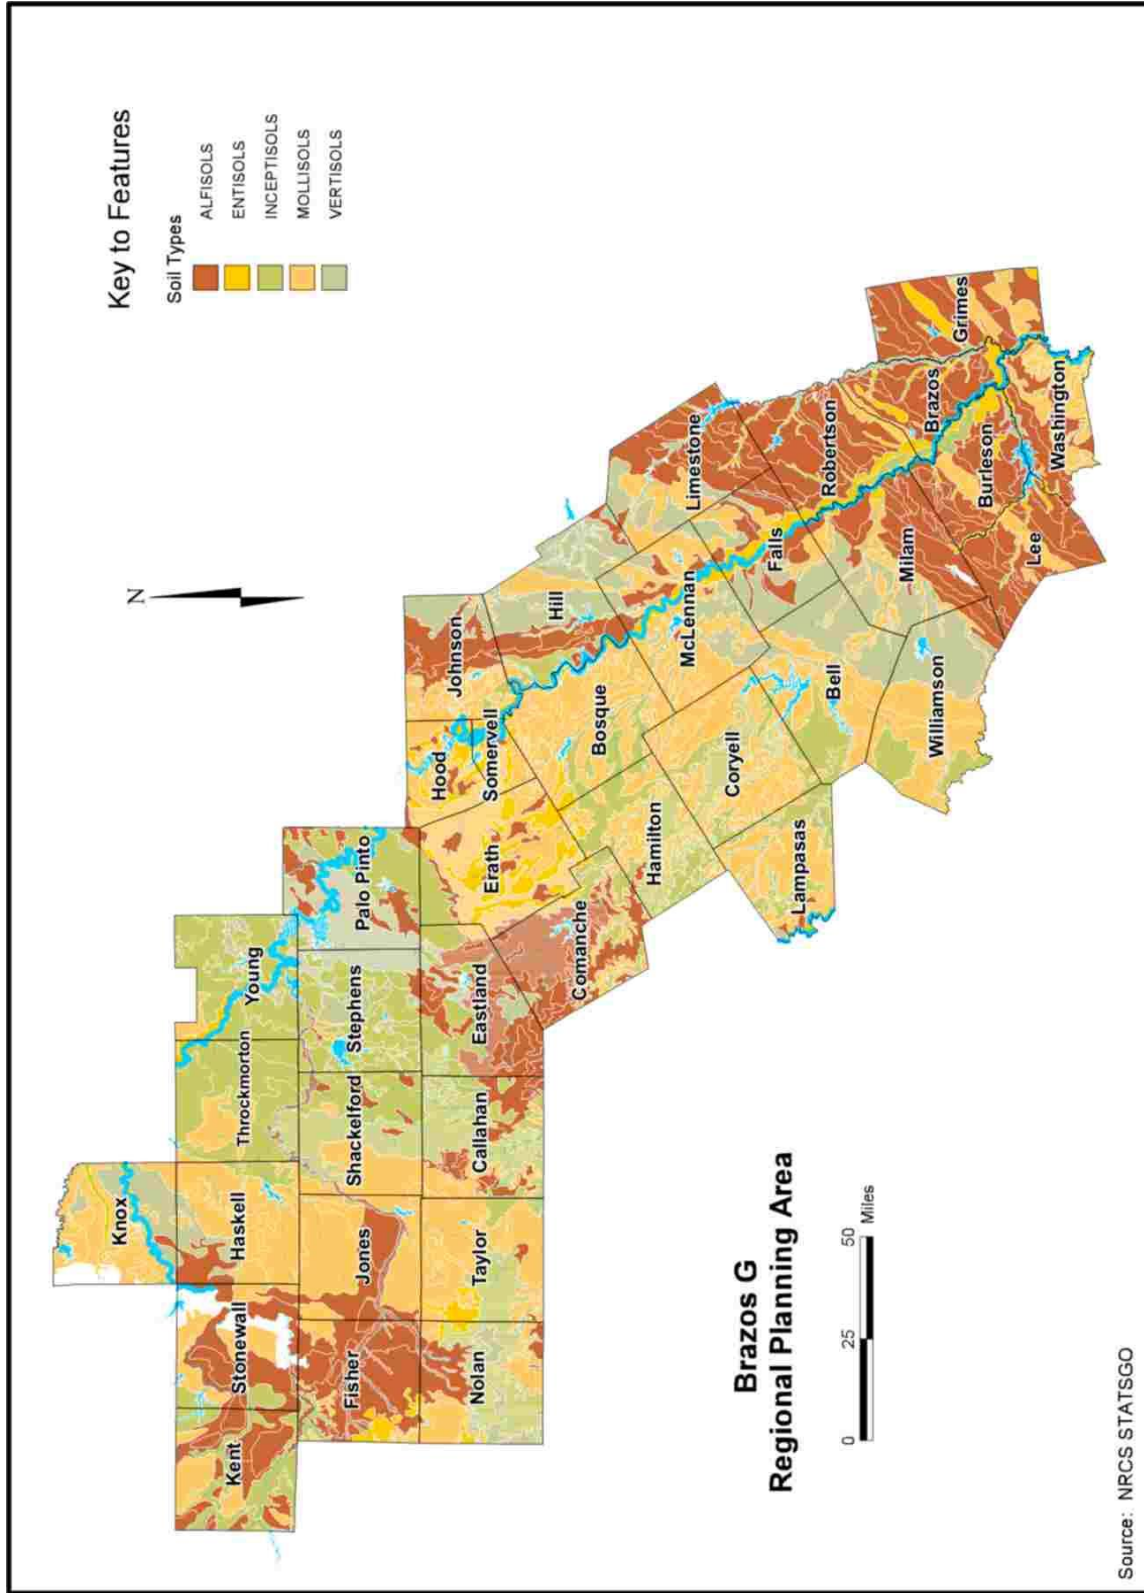 Key to Features
Soil Types
ALFISOLS
ENTISOLS
INCEPTISOLS
MOLLISOLS
VERTISOLS
N
Knox
Kent
Stonewall
Haskell
Throckmorton
Young
Fisher
Jones
Shackelford
Stephens
Palo Pinto
Nolan
Taylor
Callahan
Eastland
Erath
Hood
Johnson
Somervell
Comanche
Hamilton
Bosque
Hill
Lampasas
Coryell
McLennan
Limestone
Bell
Falls
Williamson
Milam
Robertson
Lee
Burleson
Brazos
Grimes
Washington
Brazos G
Regional Planning Area
0 25 50
Miles
Source: NRCS STATSGO